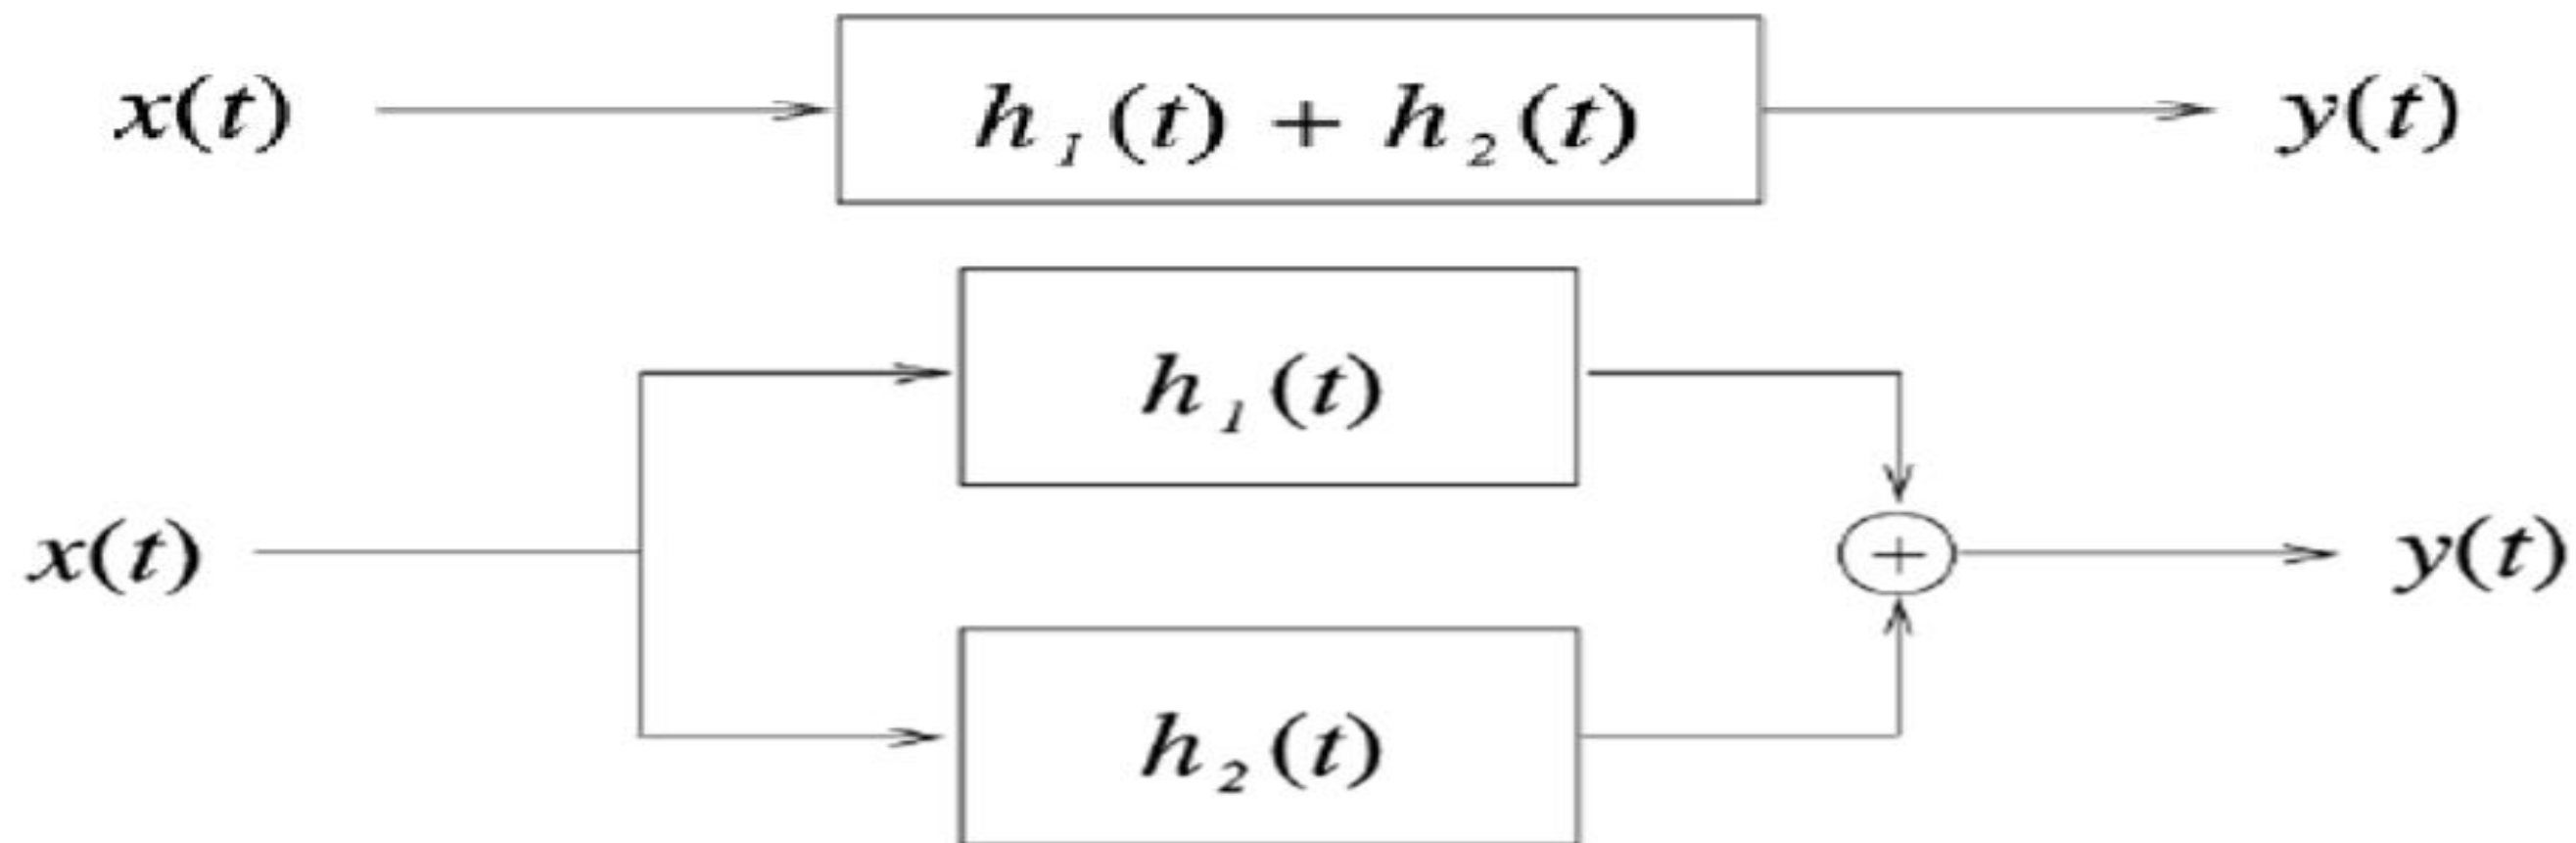 x(t) h₁(t) + h₂(t) y(t)
h₁(t)
x(t) + y(t)
h₂(t)